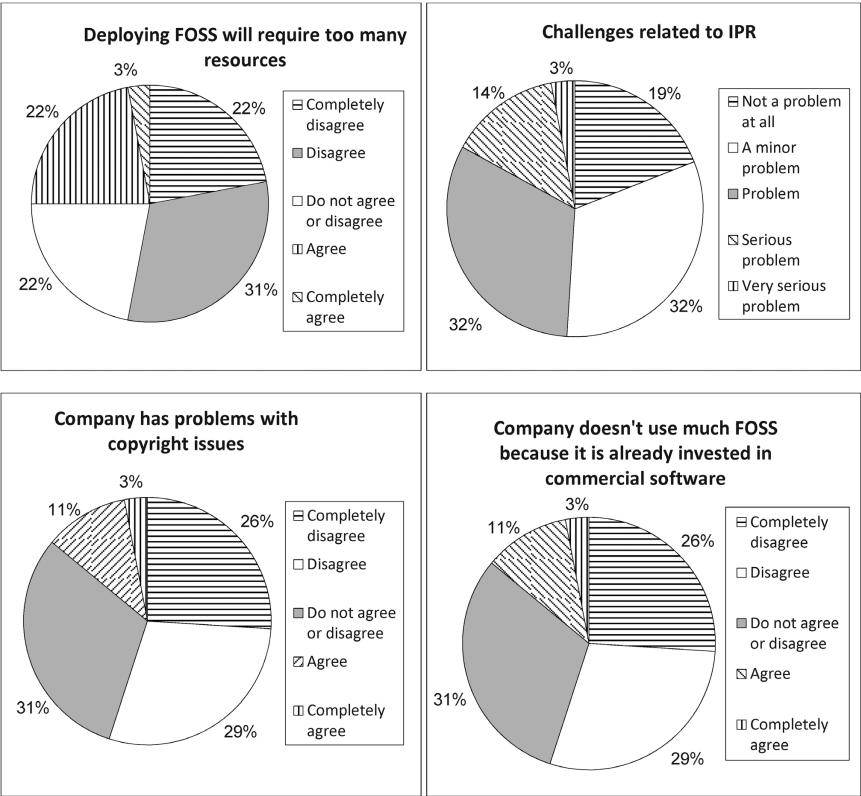 Deploying FOSS will require too many
resources
3%
22%
22%
22%
31%
Completely
disagree
Disagree
Do not agree
or disagree
Agree
Completely
agree
Challenges related to IPR
3%
14%
19%
32%
32%
Not a problem
at all
A minor
problem
Problem
Serious
problem
Very serious
problem
Company has problems with
copyright issues
3%
11%
26%
31%
29%
Completely
disagree
Disagree
Do not agree
or disagree
Agree
Completely
agree
Company doesn't use much FOSS
because it is already invested in
commercial software
3%
11%
26%
31%
29%
Completely
disagree
Disagree
Do not agree
or disagree
Agree
Completely
agree